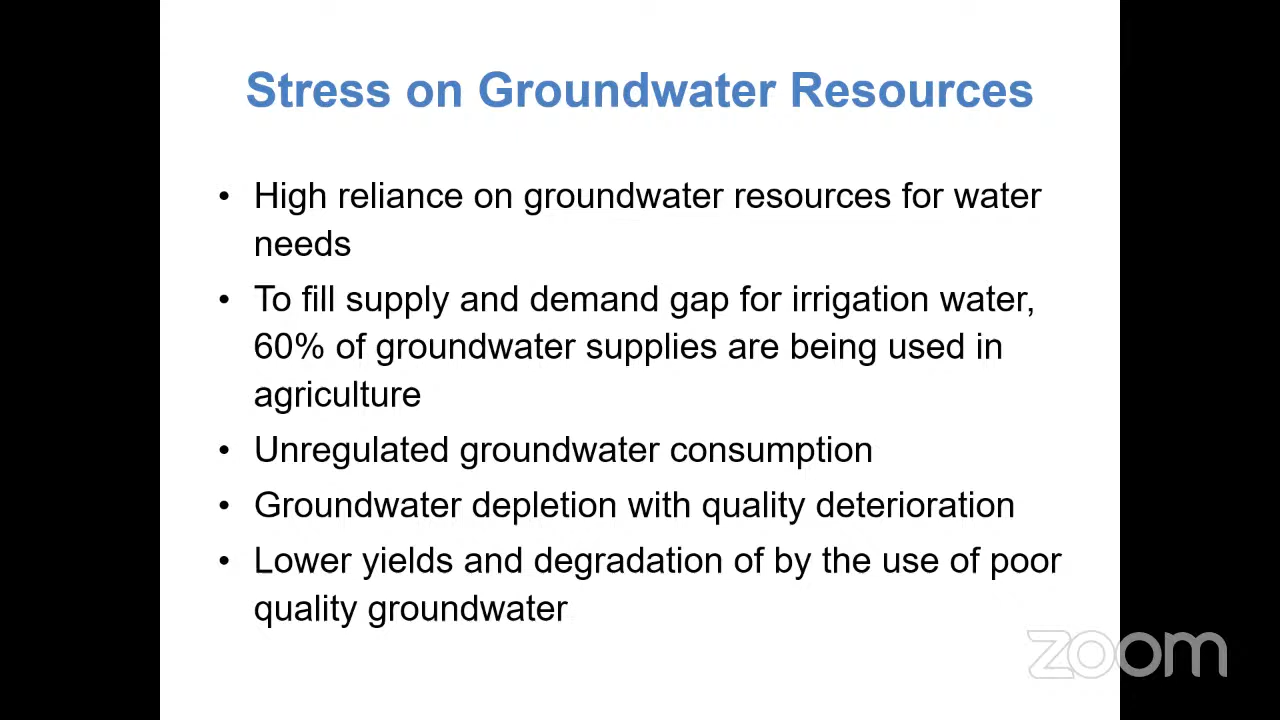 Stress on Groundwater Resources
• High reliance on groundwater resources for water
needs
• To fill supply and demand gap for irrigation water,
60% of groundwater supplies are being used in
agriculture
• Unregulated groundwater consumption
• Groundwater depletion with quality deterioration
• Lower yields and degradation of by the use of poor
quality groundwater
zoom